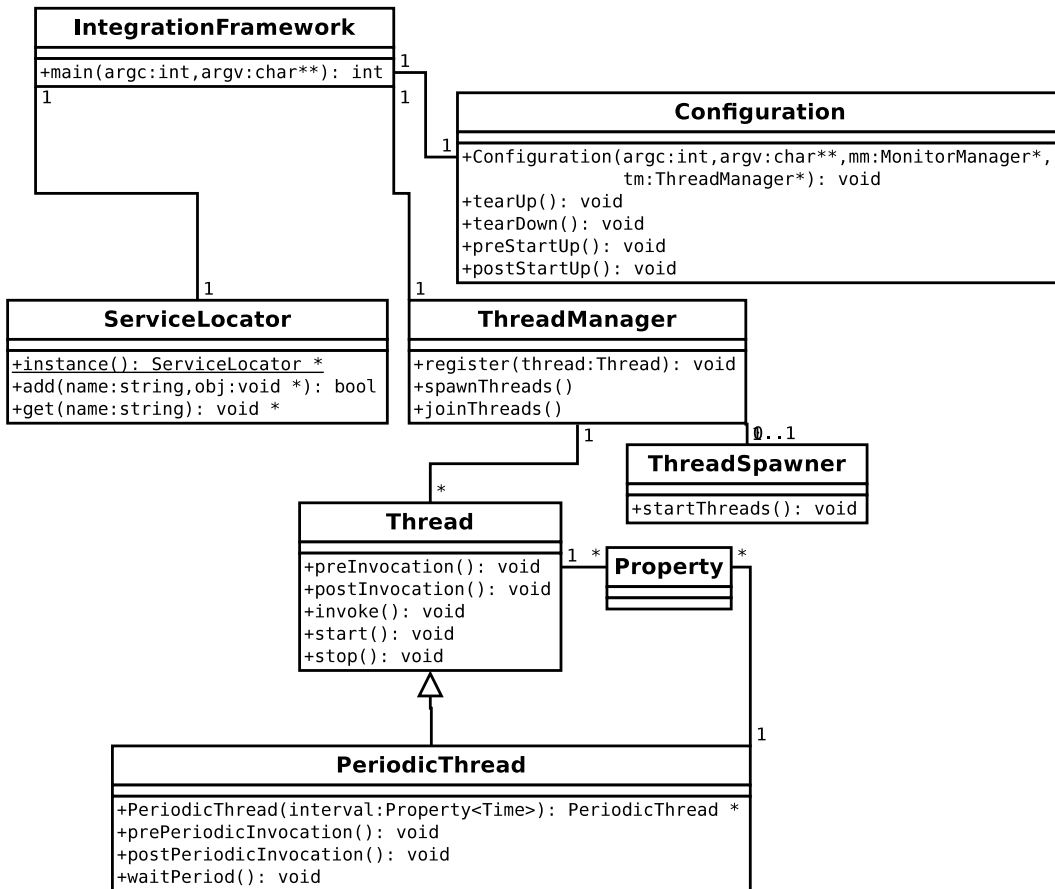 IntegrationFramework
+main(argc:int,argv:char**): int
1
1
1
Configuration
1
+Configuration(argc:int,argv:char**,mm:MonitorManager*,
tm:ThreadManager*): void
+tearUp(): void
+tearDown(): void
+preStartUp(): void
+postStartUp(): void
1
1
ServiceLocator
+instance(): ServiceLocator *
+add(name:string,obj:void *): bool
+get(name:string): void *
ThreadManager
+register(thread:Thread): void
+spawnThreads()
+joinThreads()
1
0..1
*
ThreadSpawner
+startThreads(): void
Thread
+preInvocation(): void
+postInvocation(): void
+invoke(): void
+start(): void
+stop(): void
1 *
Property
*
1
PeriodicThread
+PeriodicThread(interval:Property<Time>): PeriodicThread *
+prePeriodicInvocation(): void
+postPeriodicInvocation(): void
+waitPeriod(): void